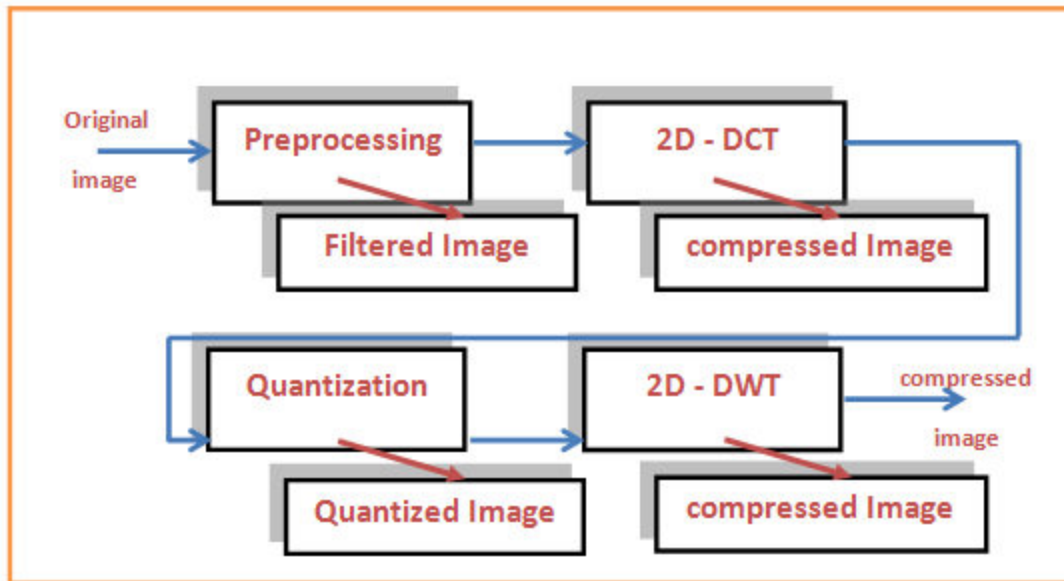 Original
image
Preprocessing
2D - DCT
Filtered Image
compressed Image
Quantization
2D - DWT
compressed
image
Quantized Image
compressed Image